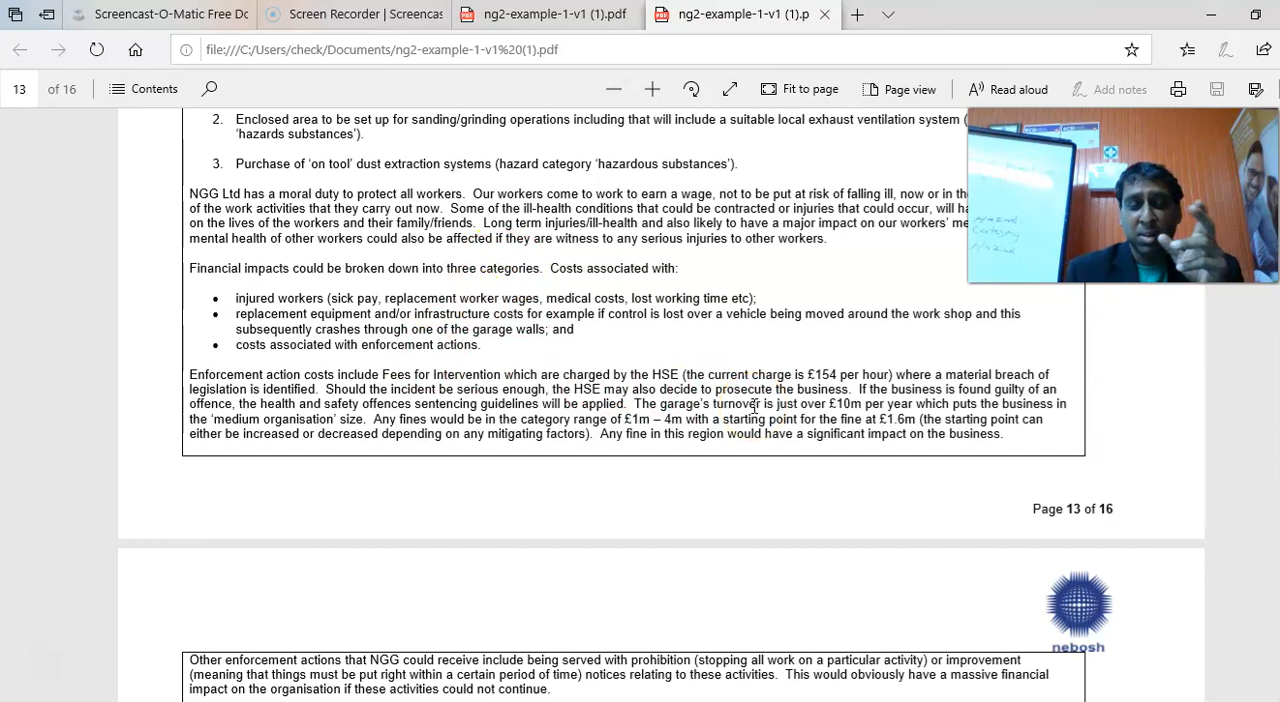 Screencast-O-Matic Free Dc
Screen Recorder | Screencas
ng2-example-1-v1 (1).pdf
ng2-example-1-v1 (1).p
file:///C:/Users/check/Documents/ng2-example-1-v1%20(1).pdf
13 of 16
Contents
Fit to page
Page view
Read aloud
Add notes
2. Enclosed area to be set up for sanding/grinding operations including that will include a suitable local exhaust ventilation system (
‘hazards substances’).
3. Purchase of ‘on tool’ dust extraction systems (hazard category ‘hazardous substances’).
NGG Ltd has a moral duty to protect all workers. Our workers come to work to earn a wage, not to be put at risk of falling ill, now or in the
of the work activities that they carry out now. Some of the ill-health conditions that could be contracted or injuries that could occur, will ha
on the lives of the workers and their family/friends. Long term injuries/ill-health and also likely to have a major impact on our workers’ me
mental health of other workers could also be affected if they are witness to any serious injuries to other workers.
Financial impacts could be broken down into three categories. Costs associated with:
• injured workers (sick pay, replacement worker wages, medical costs, lost working time etc);
• replacement equipment and/or infrastructure costs for example if control is lost over a vehicle being moved around the work shop and this
subsequently crashes through one of the garage walls; and
• costs associated with enforcement actions.
Enforcement action costs include Fees for Intervention which are charged by the HSE (the current charge is £154 per hour) where a material breach of
legislation is identified. Should the incident be serious enough, the HSE may also decide to prosecute the business. If the business is found guilty of an
offence, the health and safety offences sentencing guidelines will be applied. The garage’s turnover is just over £10m per year which puts the business in
the ‘medium organisation’ size. Any fines would be in the category range of £1m – 4m with a starting point for the fine at £1.6m (the starting point can
either be increased or decreased depending on any mitigating factors). Any fine in this region would have a significant impact on the business.
Hazard
Category
Hazard
Page 13 of 16
nebosh
Other enforcement actions that NGG could receive include being served with prohibition (stopping all work on a particular activity) or improvement
(meaning that things must be put right within a certain period of time) notices relating to these activities. This would obviously have a massive financial
impact on the organisation if these activities could not continue.